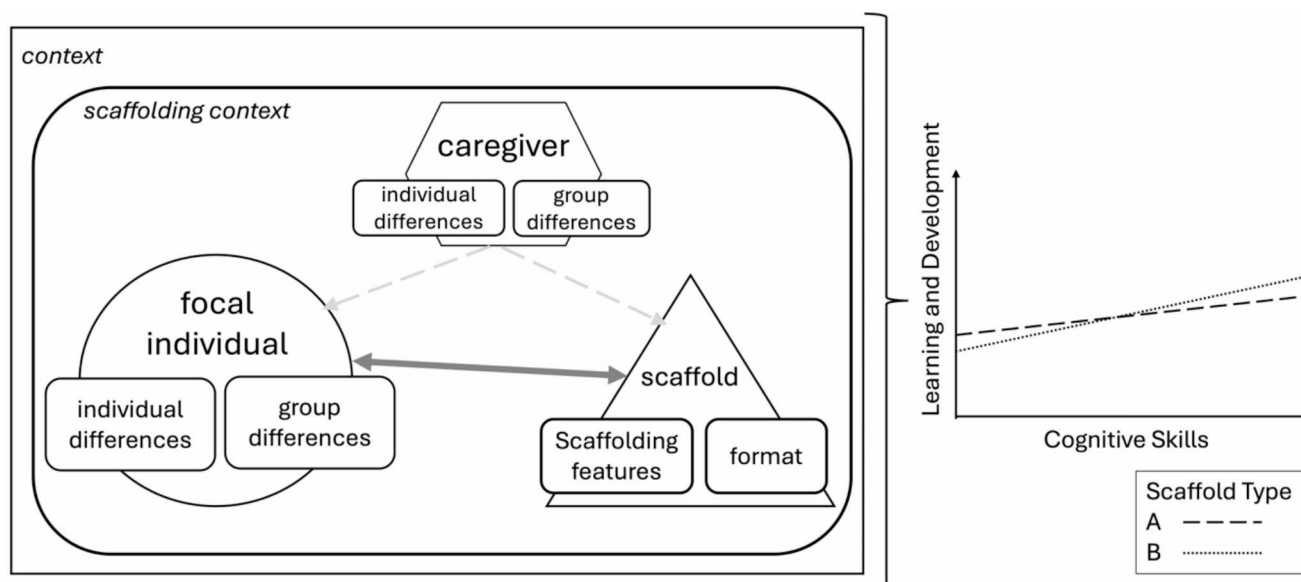 context
scaffolding context
caregiver
individual
differences
group
differences
focal
individual
individual
differences
group
differences
scaffold
Scaffolding
features
format
Learning and Development
Cognitive Skills
Scaffold Type
A
B